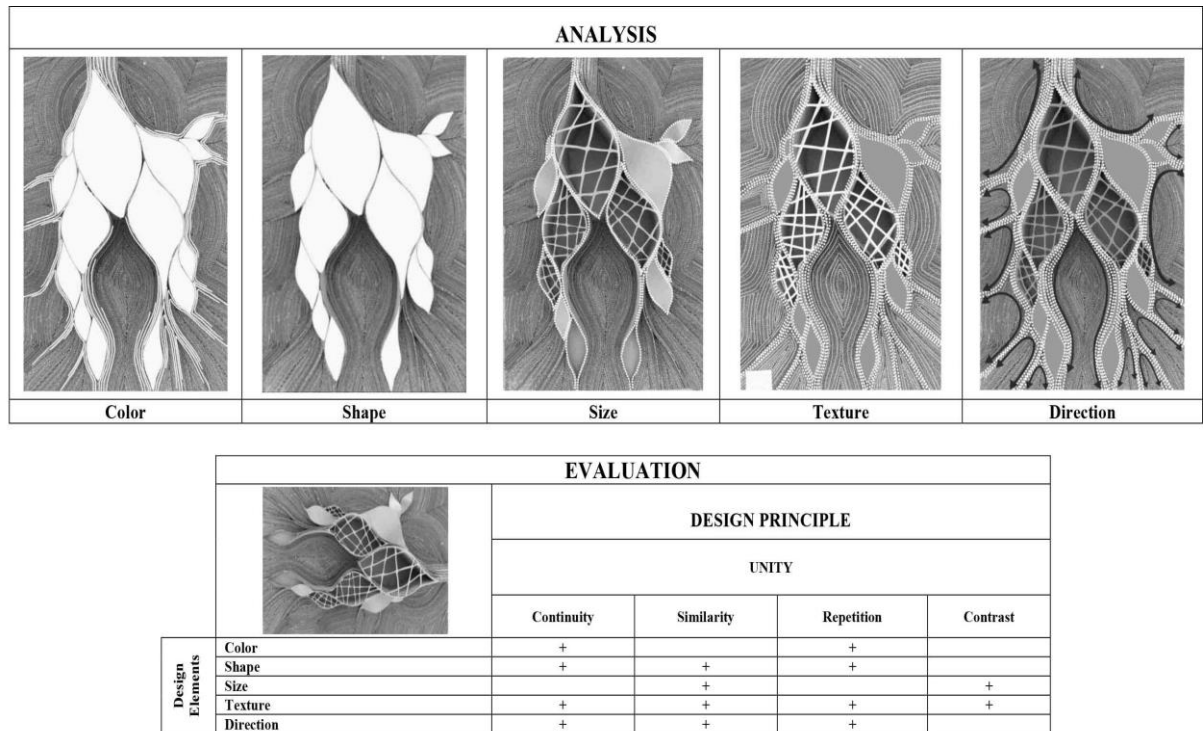 ANALYSIS
Color Shape Size Texture Direction
EVALUATION
DESIGN PRINCIPLE
UNITY
Continuity Similarity Repetition Contrast
Design Elements
Color + +
Shape + + +
Size + +
Texture + + + +
Direction + + +